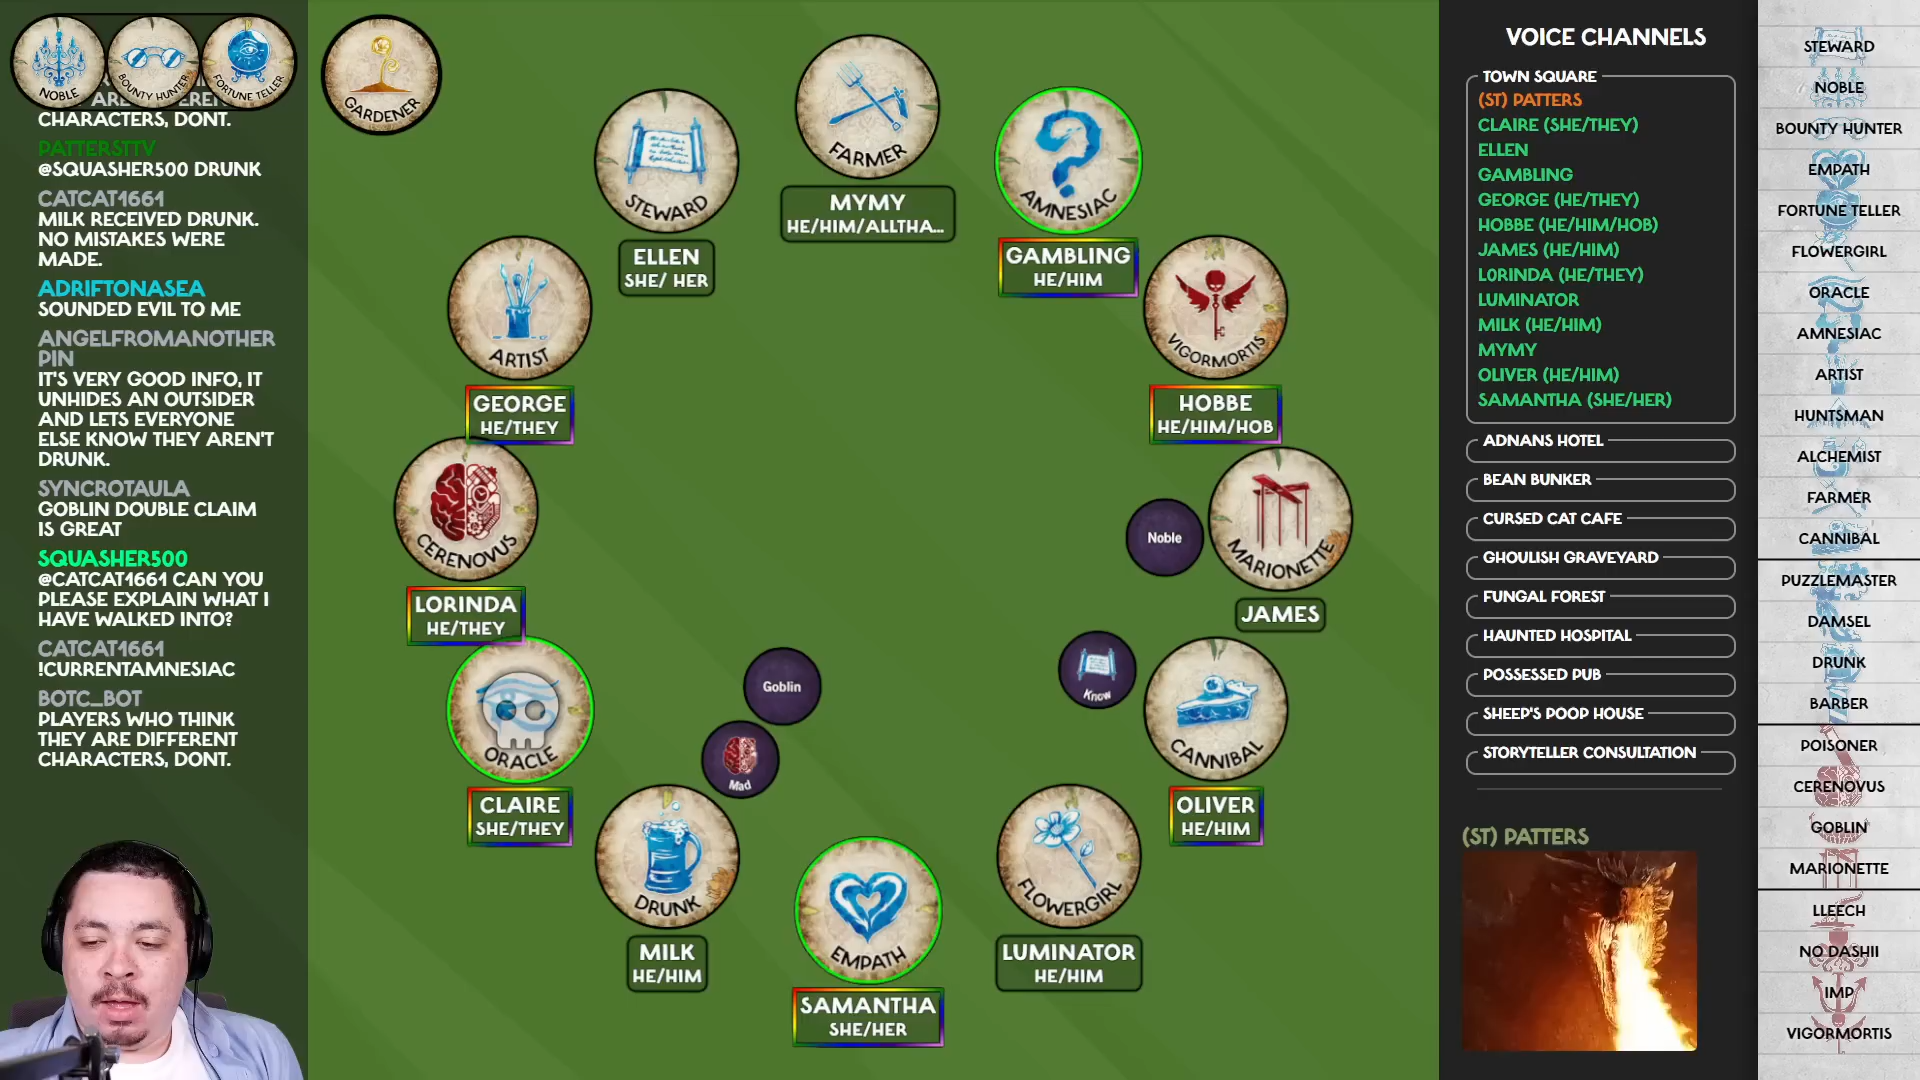 NOBLE
BOUNTY HUNTER
FORTUNE TELLER
CHARACTERS, DONT.
PATTERSTTV
@SQUASHER500 DRUNK
CATCAT1661
MILK RECEIVED DRUNK.
NO MISTAKES WERE
MADE.
ADRIFTONASEA
SOUNDED EVIL TO ME
ANGELFROMANOTHER
PIN
IT'S VERY GOOD INFO, IT
UNHIDES AN OUTSIDER
AND LETS EVERYONE
ELSE KNOW THEY AREN'T
DRUNK.
SYNCROTAULA
GOBLIN DOUBLE CLAIM
IS GREAT
SQUASHER500
@CATCAT1661 CAN YOU
PLEASE EXPLAIN WHAT I
HAVE WALKED INTO?
CATCAT1661
!CURRENTAMNESIAC
BOTC_BOT
PLAYERS WHO THINK
THEY ARE DIFFERENT
CHARACTERS, DONT.
GARDENER
STEWARD
ELLEN
SHE/ HER
FARMER
MYMY
HE/HIM/ALLTHA...
AMNESIAC
GAMBLING
HE/HIM
VIGORMORTIS
HOBBE
HE/HIM/HOB
ARTIST
GEORGE
HE/THEY
CERENOVUS
LORINDA
HE/THEY
Noble
MARIONETTE
JAMES
ORACLE
CLAIRE
SHE/THEY
Goblin
Mad
Know
CANNIBAL
OLIVER
HE/HIM
DRUNK
MILK
HE/HIM
EMPATH
SAMANTHA
SHE/HER
FLOWERGIRL
LUMINATOR
HE/HIM
VOICE CHANNELS
TOWN SQUARE
(ST) PATTERS
CLAIRE (SHE/THEY)
ELLEN
GAMBLING
GEORGE (HE/THEY)
HOBBE (HE/HIM/HOB)
JAMES (HE/HIM)
LORINDA (HE/THEY)
LUMINATOR
MILK (HE/HIM)
MYMY
OLIVER (HE/HIM)
SAMANTHA (SHE/HER)
ADNANS HOTEL
BEAN BUNKER
CURSED CAT CAFE
GHOULISH GRAVEYARD
FUNGAL FOREST
HAUNTED HOSPITAL
POSSESSED PUB
SHEEP'S POOP HOUSE
STORYTELLER CONSULTATION
(ST) PATTERS
STEWARD
NOBLE
BOUNTY HUNTER
EMPATH
FORTUNE TELLER
FLOWERGIRL
ORACLE
AMNESIAC
ARTIST
HUNTSMAN
ALCHEMIST
FARMER
CANNIBAL
PUZZLEMASTER
DAMSEL
DRUNK
BARBER
POISONER
CERENOVUS
GOBLIN
MARIONETTE
LLEECH
NO DASHII
IMP
VIGORMORTIS